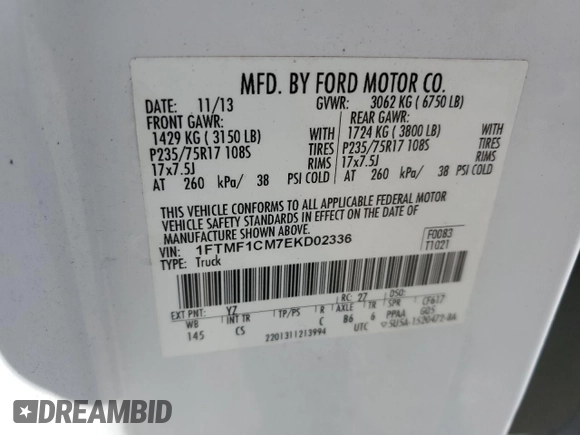 MFD. BY FORD MOTOR CO.
DATE: 11/13 GVWR: 3062 KG ( 6750 LB)
FRONT GAWR: REAR GAWR:
1429 KG ( 3150 LB) WITH 1724 KG ( 3800 LB) WITH
P235/75R17 108S TIRES P235/75R17 108S TIRES
17x7.5J RIMS 17x7.5J RIMS
AT 260 kPa/ 38 PSI COLD AT 260 kPa/ 38 PSI COLD
THIS VEHICLE CONFORMS TO ALL APPLICABLE FEDERAL MOTOR
VEHICLE SAFETY STANDARDS IN EFFECT ON THE DATE OF
MANUFACTURE SHOWN ABOVE.
VIN: 1FTMF1CM7EKD02336 F0083
TYPE: Truck T1021
EXT PNT: YZ RC: 27 DSO:
WB INT TR TP/PS R AXLE TR SPR CF617
145 CS C B6 6 PPAA G05
2201311213994 UTC
DREAMBID